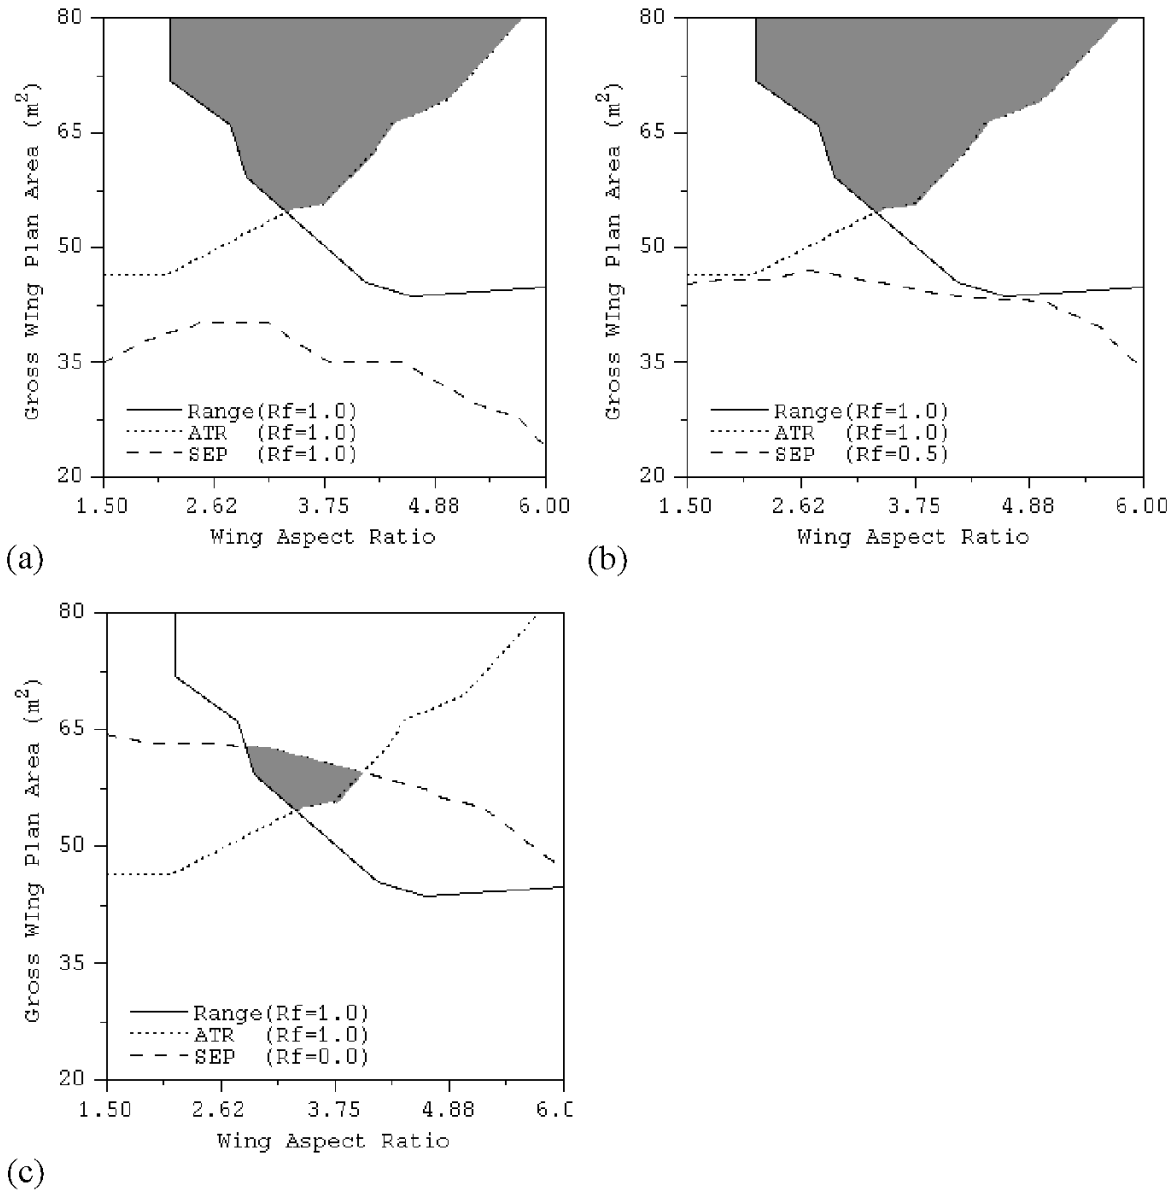 80
65
50
35
20
Gross WIng Plan Area (m²)
Range(Rf=1.0)
ATR (Rf=1.0)
SEP (Rf=1.0)
1.50 2.62 3.75 4.88 6.00
Wing Aspect Ratio
(a)
80
65
50
35
20
Gross WIng Plan Area (m²)
Range(Rf=1.0)
ATR (Rf=1.0)
SEP (Rf=0.5)
1.50 2.62 3.75 4.88 6.00
Wing Aspect Ratio
(b)
80
65
50
35
20
Gross WIng Plan Area (m²)
Range(Rf=1.0)
ATR (Rf=1.0)
SEP (Rf=0.0)
1.50 2.62 3.75 4.88 6.0
Wing Aspect Ratio
(c)